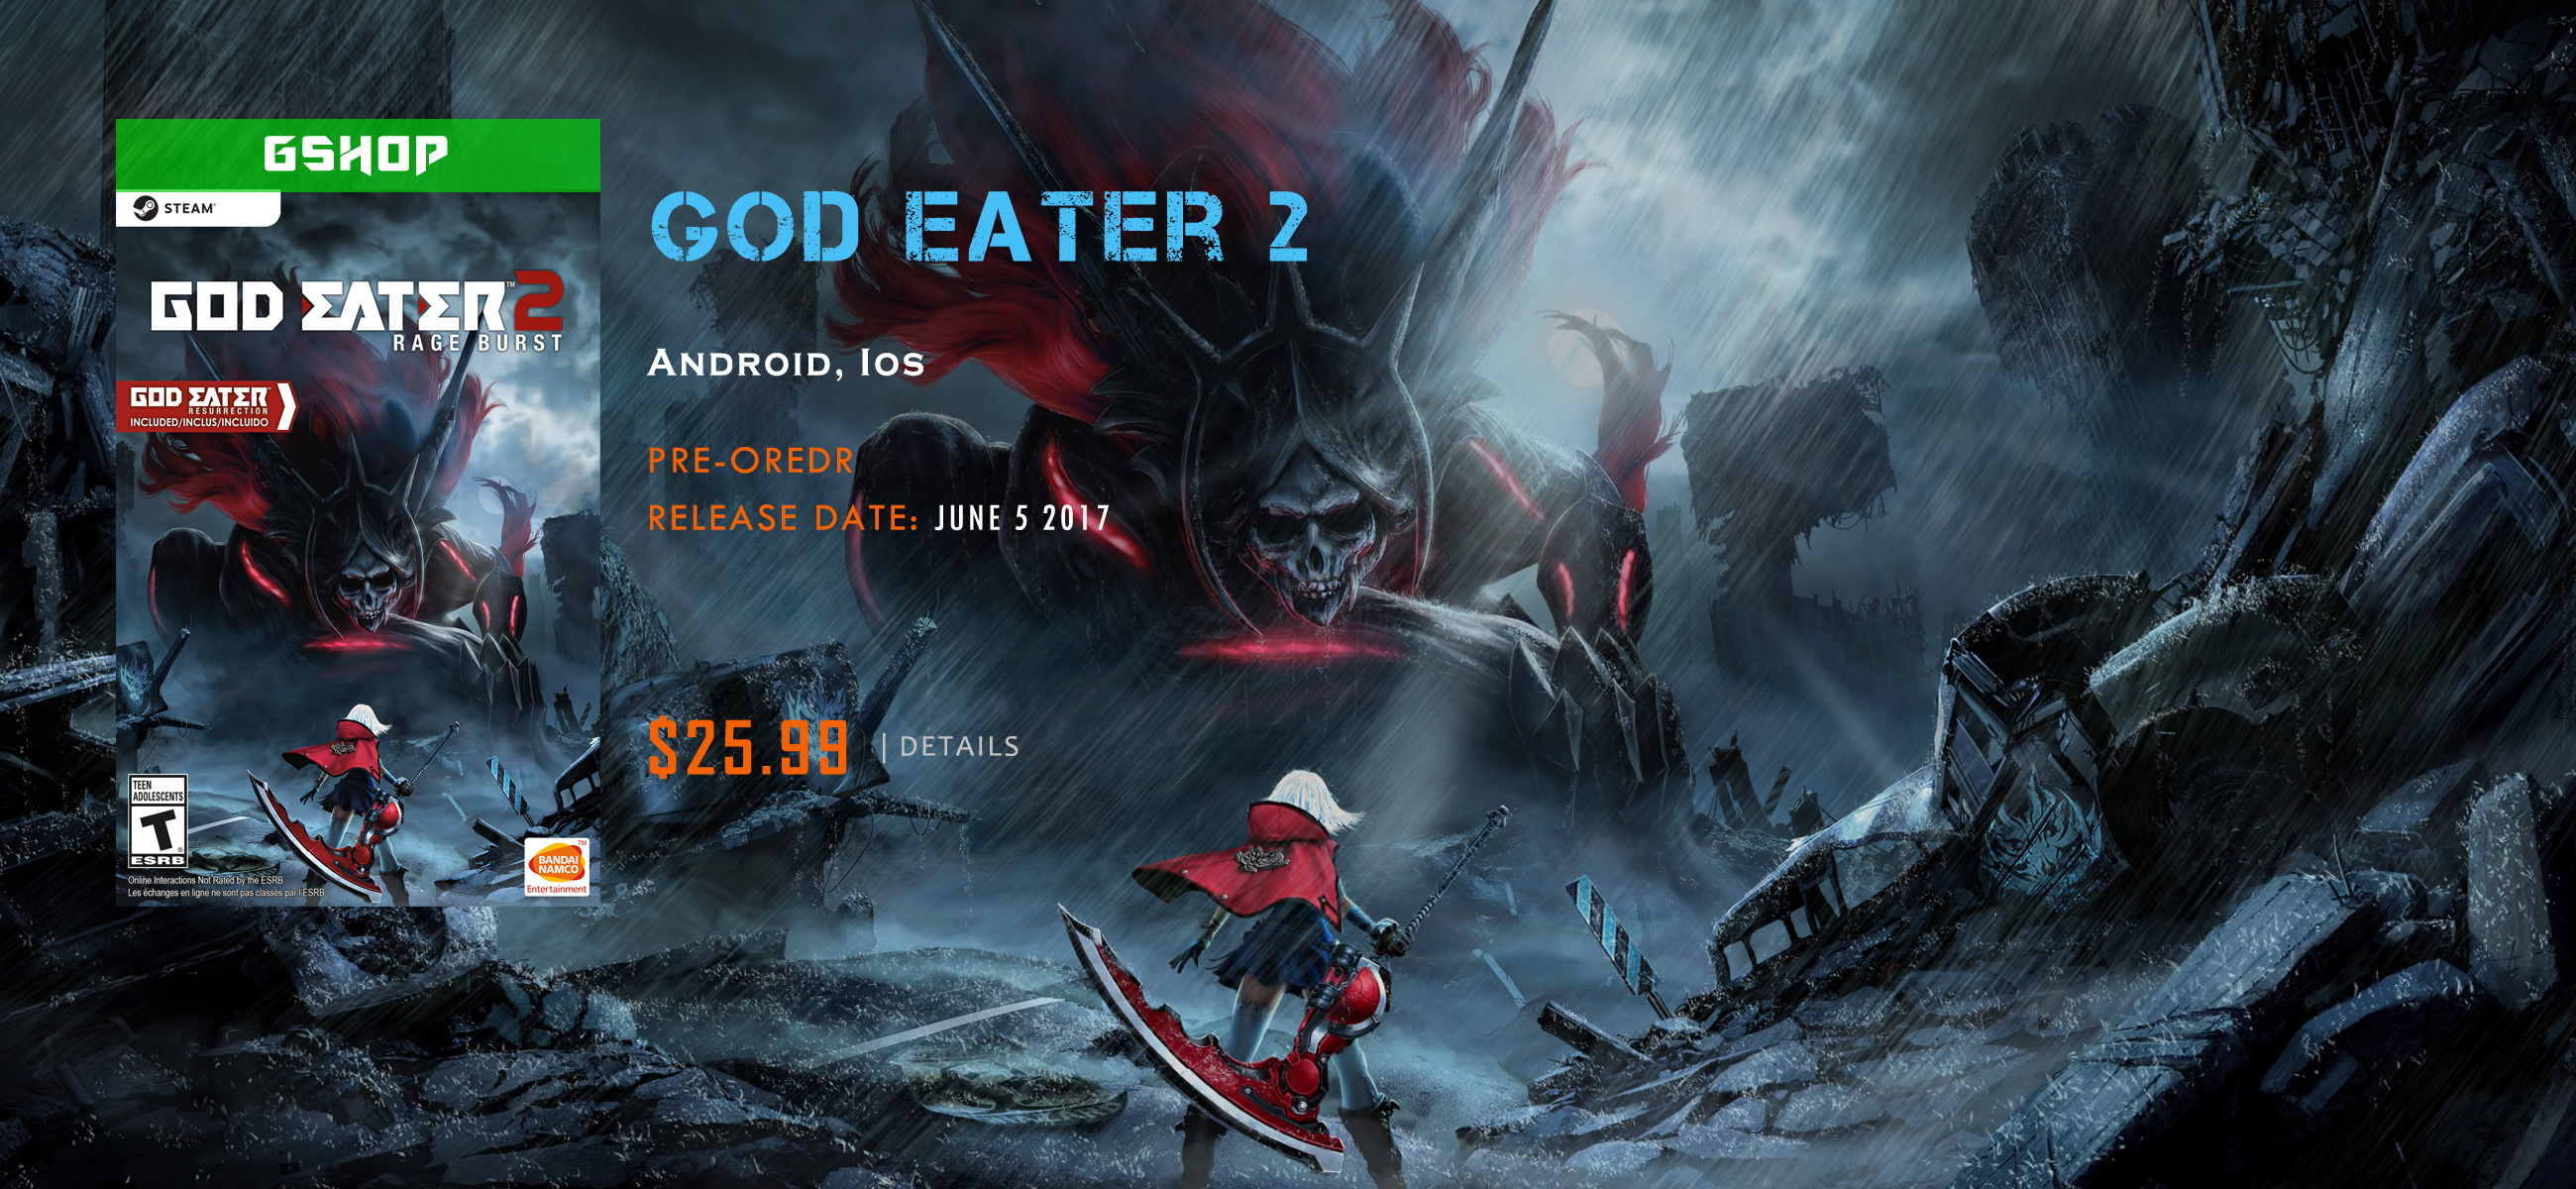 GSHOP
STEAM®
GOD EATER™ 2
RAGE BURST
GOD EATER
RESURRECTION
INCLUDED/INCLUS/INCLUIDO
TEEN
ADOLESCENTS
T
®
ESRB
Online Interactions Not Rated by the ESRB
Les échanges en ligne ne sont pas classés par l'ESRB
TM
BANDAI
NAMCO
Entertainment
GOD EATER 2
Android, Ios
PRE-OREDR
RELEASE DATE: JUNE 5 2017
$25.99 | DETAILS